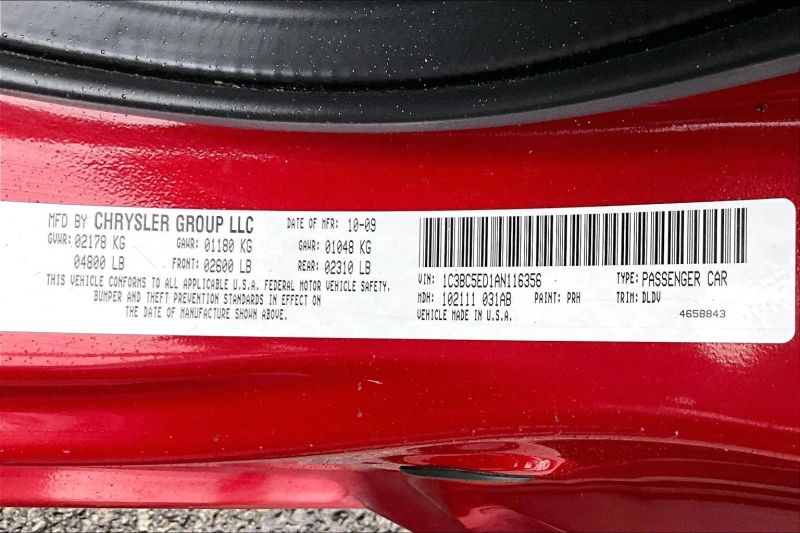 MFD BY CHRYSLER GROUP LLC DATE OF MFR: 10-09
GVWR: 02178 KG GAWR: 01180 KG GAWR: 01048 KG
04800 LB FRONT: 02600 LB REAR: 02310 LB
THIS VEHICLE CONFORMS TO ALL APPLICABLE U.S.A. FEDERAL MOTOR VEHICLE SAFETY,
BUMPER AND THEFT PREVENTION STANDARDS IN EFFECT ON
THE DATE OF MANUFACTURE SHOWN ABOVE.
VIN: 1C3BC5ED1AN116356 TYPE: PASSENGER CAR
MDH: 102111 031AB PAINT: PRH TRIM: DLDV
VEHICLE MADE IN U.S.A. 4658843